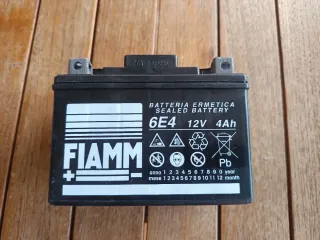 BATTERIA ERMETICA
SEALED BATTERY
6E4 12V 4Ah
FIAMM
+ -
Pb
anno 1 2 3 4 5 6 7 8 9 0 year
mese 1 2 3 4 5 6 7 8 9 10 11 12 month